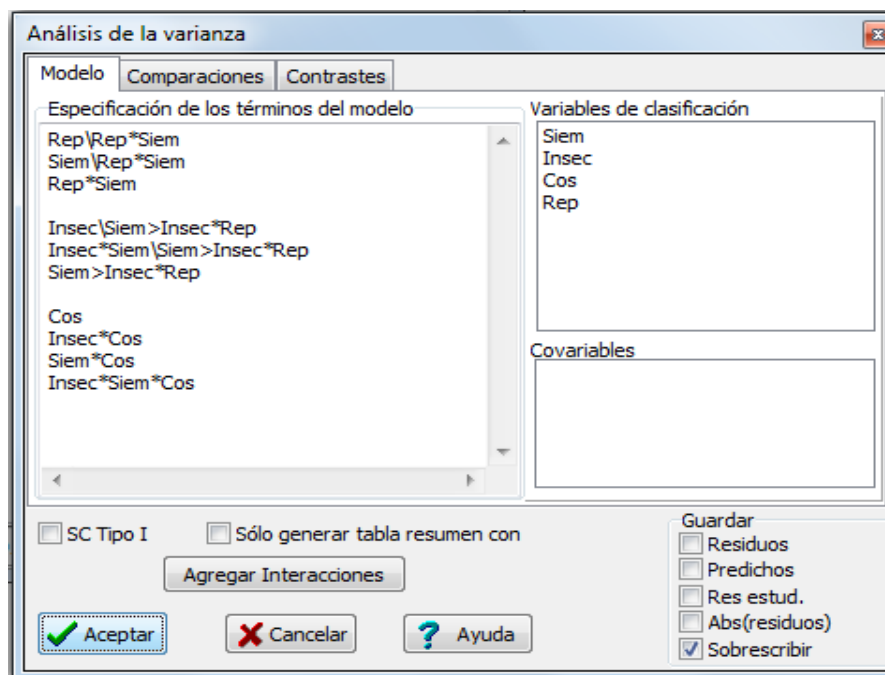 Análisis de la varianza
Modelo
Comparaciones
Contrastes
Especificación de los términos del modelo
Rep\Rep*Siem
Siem\Rep*Siem
Rep*Siem
Insec\Siem>Insec*Rep
Insec*Siem\Siem>Insec*Rep
Siem>Insec*Rep
Cos
Insec*Cos
Siem*Cos
Insec*Siem*Cos
Variables de clasificación
Siem
Insec
Cos
Rep
Covariables
SC Tipo I
Sólo generar tabla resumen con
Agregar Interacciones
Aceptar
Cancelar
? Ayuda
Guardar
Residuos
Predichos
Res estud.
Abs(residuos)
Sobrescribir